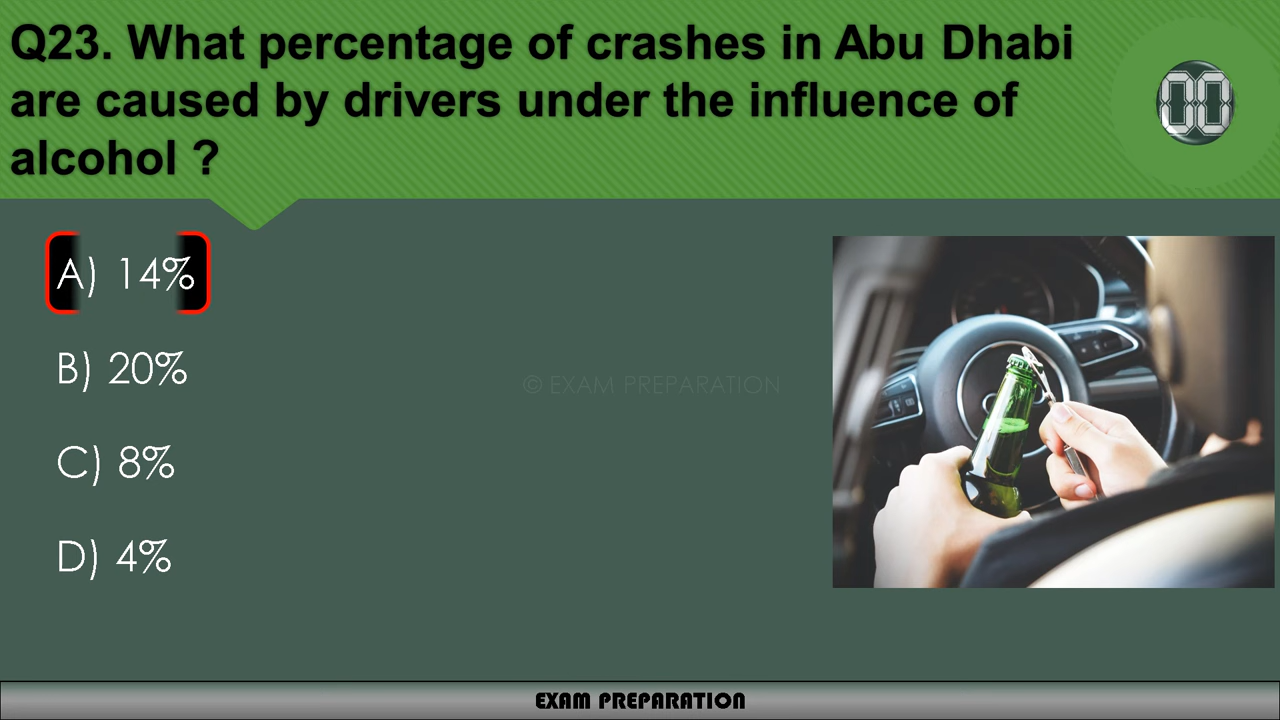 Q23. What percentage of crashes in Abu Dhabi
are caused by drivers under the influence of
alcohol ?
00
A) 14%
B) 20%
© EXAM PREPARATION
C) 8%
D) 4%
EXAM PREPARATION